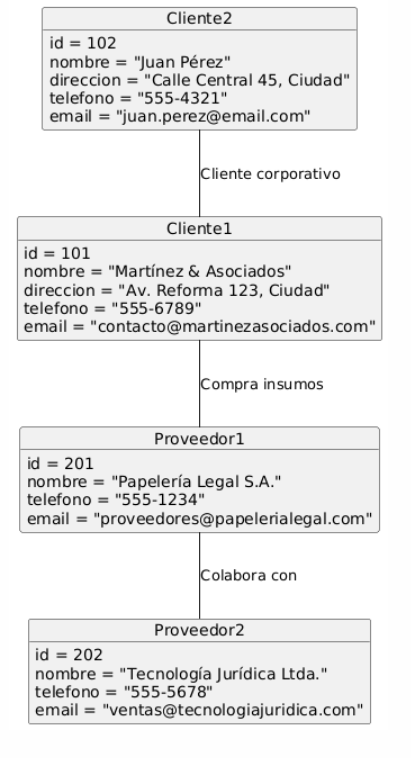 Cliente2
id = 102
nombre = "Juan Pérez"
direccion = "Calle Central 45, Ciudad"
telefono = "555-4321"
email = "juan.perez@email.com"
Cliente corporativo
Cliente1
id = 101
nombre = "Martínez & Asociados"
direccion = "Av. Reforma 123, Ciudad"
telefono = "555-6789"
email = "contacto@martinezasociados.com"
Compra insumos
Proveedor1
id = 201
nombre = "Papelería Legal S.A."
telefono = "555-1234"
email = "proveedores@papelerialegal.com"
Colabora con
Proveedor2
id = 202
nombre = "Tecnología Jurídica Ltda."
telefono = "555-5678"
email = "ventas@tecnologiajuridica.com"